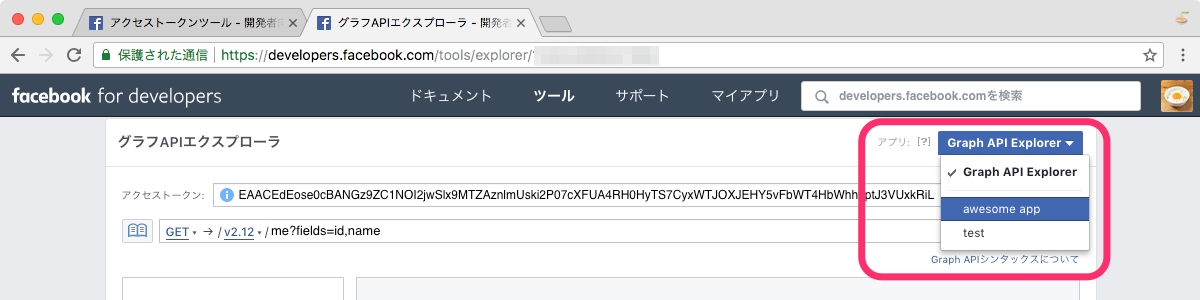 アクセストークンツール - 開発者向
グラフAPIエクスプローラ - 開発者
保護された通信 https://developers.facebook.com/tools/explorer/
facebook for developers ドキュメント ツール サポート マイアプリ developers.facebook.comを検索
グラフAPIエクスプローラ アプリ: [?] Graph API Explorer
✓ Graph API Explorer
アクセストークン:
awesome app
GET → / v2.12 / me?fields=id,name
test
Graph APIシンタックスについて